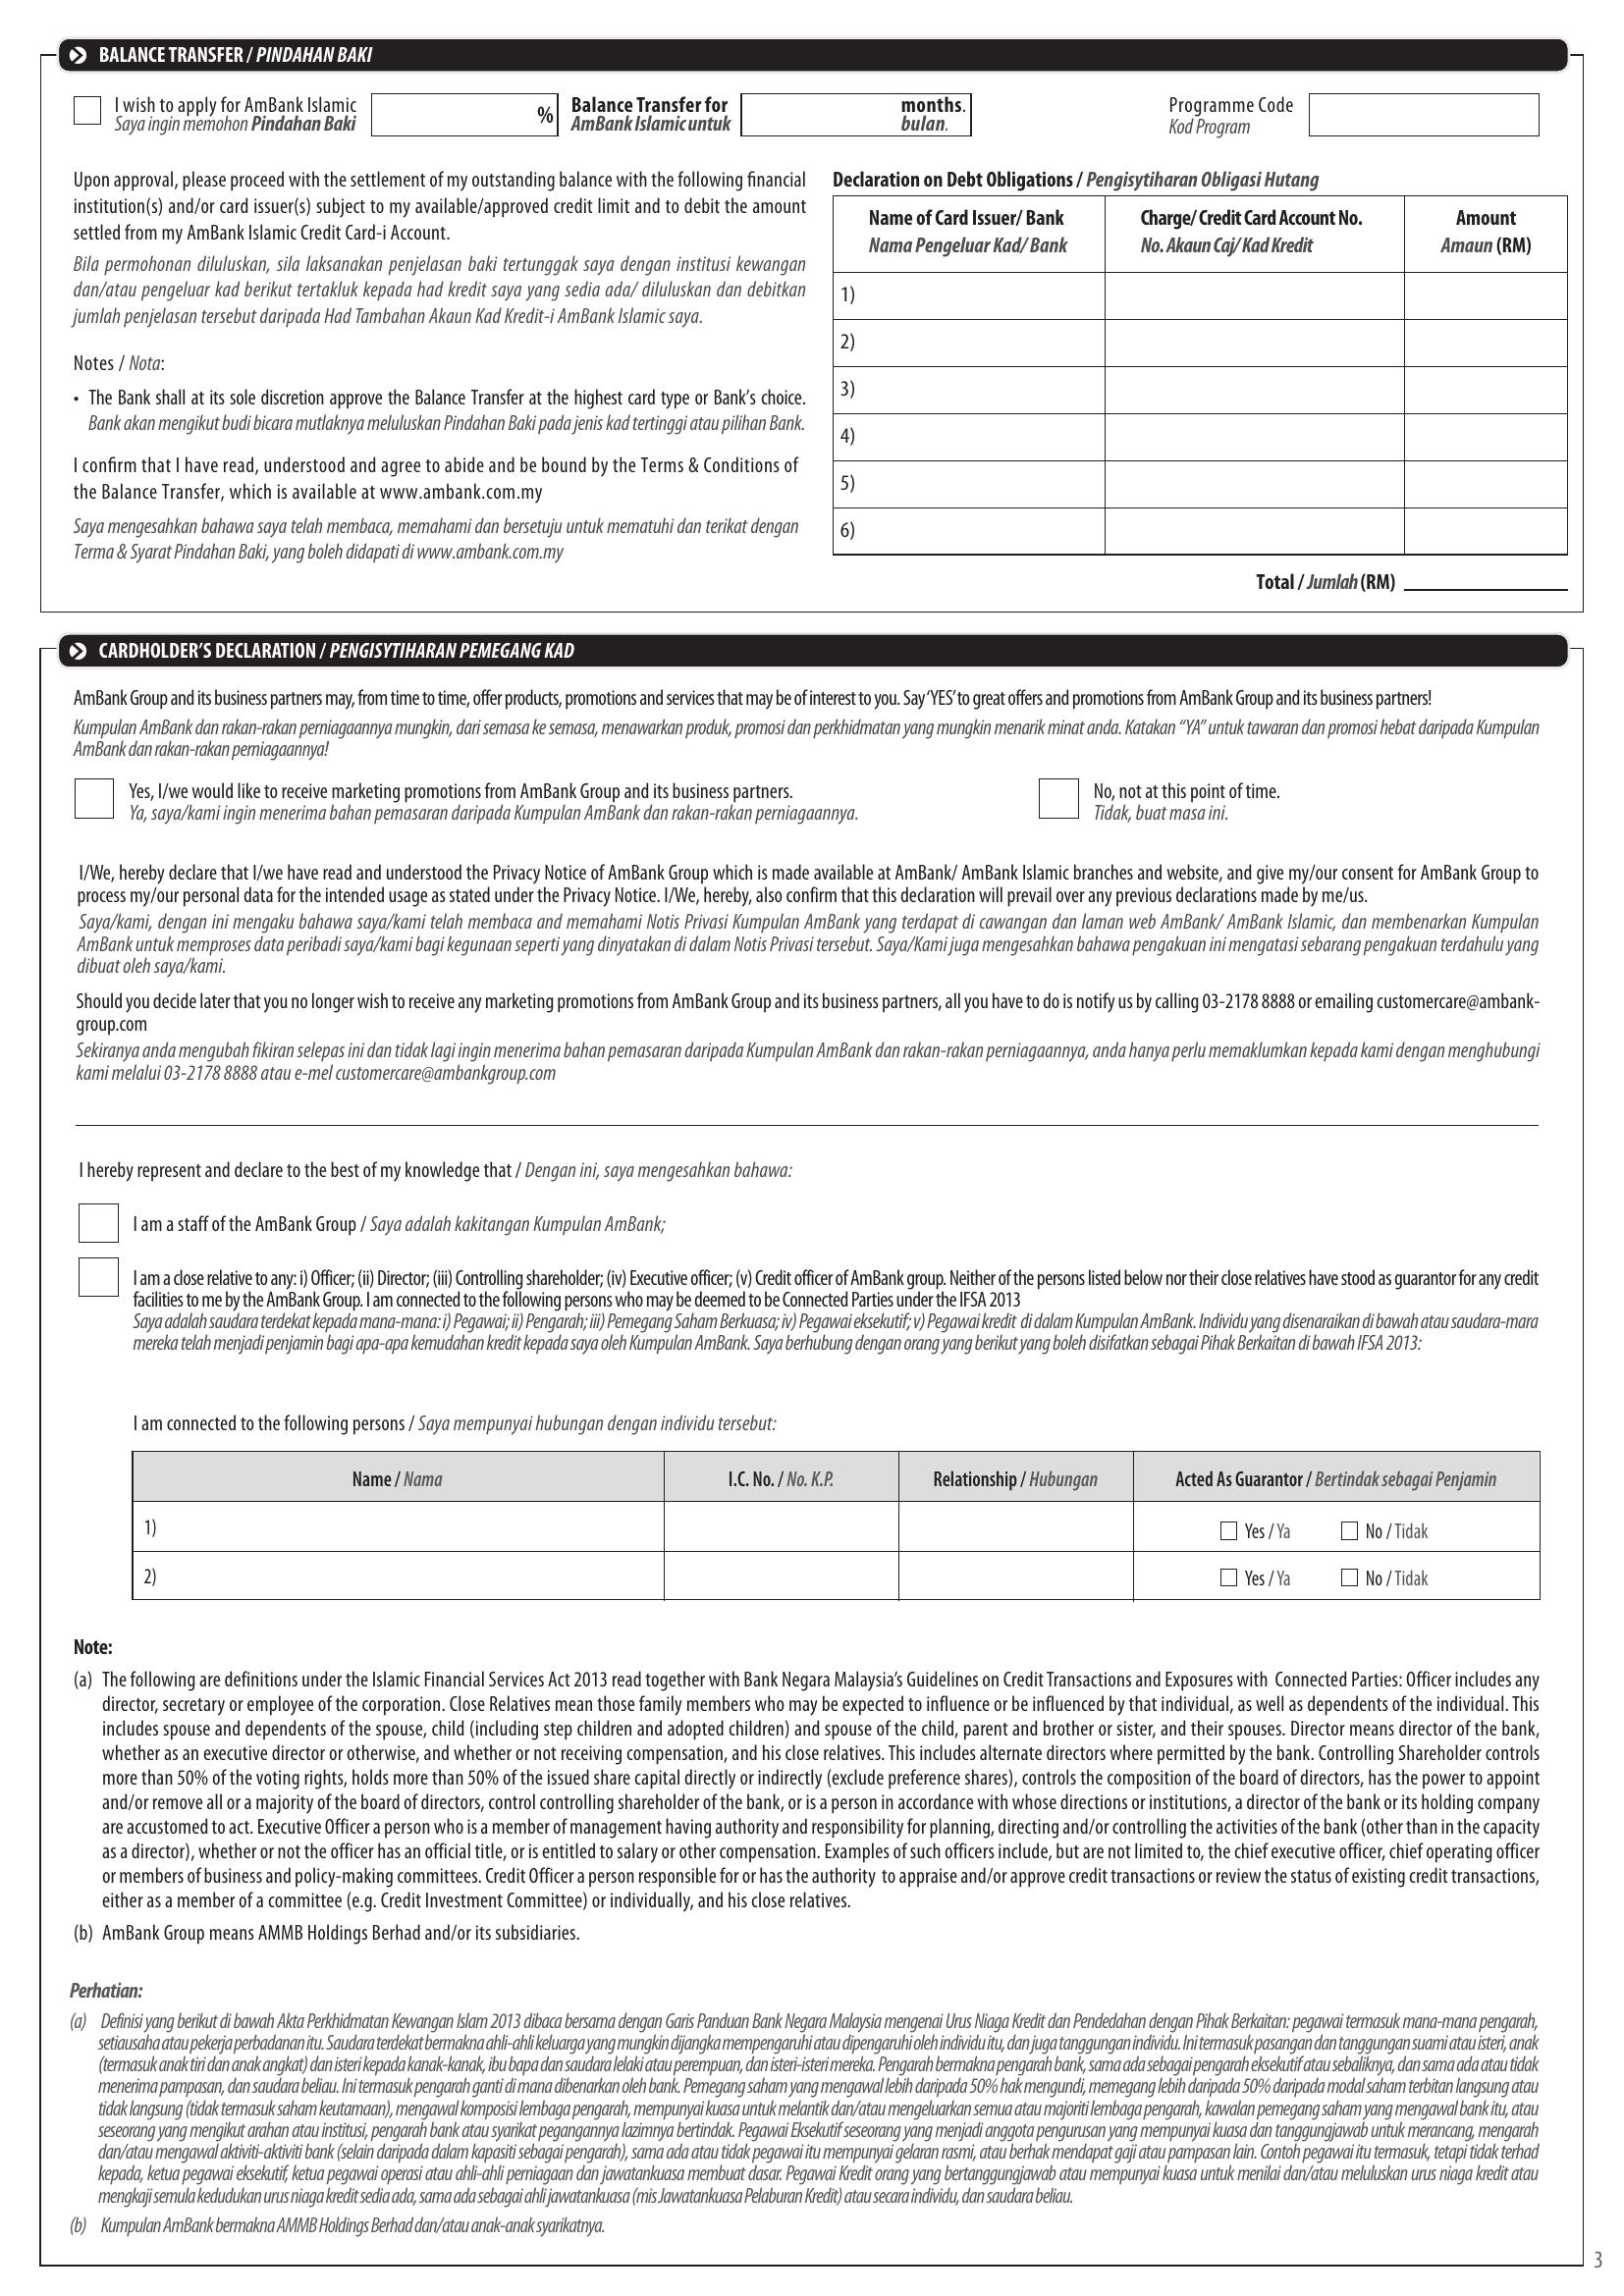 BALANCE TRANSFER / PINDAHAN BAKI
I wish to apply for AmBank Islamic
Saya ingin memohon Pindahan Baki
%
Balance Transfer for
AmBank Islamic untuk
months.
bulan.
Programme Code
Kod Program
Upon approval, please proceed with the settlement of my outstanding balance with the following financial
institution(s) and/or card issuer(s) subject to my available/approved credit limit and to debit the amount
settled from my AmBank Islamic Credit Card-i Account.
Bila permohonan diluluskan, sila laksanakan penjelasan baki tertunggak saya dengan institusi kewangan
dan/atau pengeluar kad berikut tertakluk kepada had kredit saya yang sedia ada/ diluluskan dan debitkan
jumlah penjelasan tersebut daripada Had Tambahan Akaun Kad Kredit-i AmBank Islamic saya.
Notes / Nota:
• The Bank shall at its sole discretion approve the Balance Transfer at the highest card type or Bank's choice.
Bank akan mengikut budi bicara mutlaknya meluluskan Pindahan Baki pada jenis kad tertinggi atau pilihan Bank.
I confirm that I have read, understood and agree to abide and be bound by the Terms & Conditions of
the Balance Transfer, which is available at www.ambank.com.my
Saya mengesahkan bahawa saya telah membaca, memahami dan bersetuju untuk mematuhi dan terikat dengan
Terma & Syarat Pindahan Baki, yang boleh didapati di www.ambank.com.my
Declaration on Debt Obligations / Pengisytiharan Obligasi Hutang
Name of Card Issuer/ Bank
Nama Pengeluar Kad/ Bank
Charge/ Credit Card Account No.
No. Akaun Caj/ Kad Kredit
Amount
Amaun (RM)
1)
2)
3)
4)
5)
6)
Total / Jumlah (RM)
CARDHOLDER'S DECLARATION / PENGISYTIHARAN PEMEGANG KAD
AmBank Group and its business partners may, from time to time, offer products, promotions and services that may be of interest to you. Say 'YES' to great offers and promotions from AmBank Group and its business partners!
Kumpulan AmBank dan rakan-rakan perniagaannya mungkin, dari semasa ke semasa, menawarkan produk, promosi dan perkhidmatan yang mungkin menarik minat anda. Katakan "YA" untuk tawaran dan promosi hebat daripada Kumpulan
AmBank dan rakan-rakan perniagaannya!
Yes, I/we would like to receive marketing promotions from AmBank Group and its business partners.
Ya, saya/kami ingin menerima bahan pemasaran daripada Kumpulan AmBank dan rakan-rakan perniagaannya.
No, not at this point of time.
Tidak, buat masa ini.
I/We, hereby declare that I/we have read and understood the Privacy Notice of AmBank Group which is made available at AmBank/ AmBank Islamic branches and website, and give my/our consent for AmBank Group to
process my/our personal data for the intended usage as stated under the Privacy Notice. I/We, hereby, also confirm that this declaration will prevail over any previous declarations made by me/us.
Saya/kami, dengan ini mengaku bahawa saya/kami telah membaca and memahami Notis Privasi Kumpulan AmBank yang terdapat di cawangan dan laman web AmBank/ AmBank Islamic, dan membenarkan Kumpulan
AmBank untuk memproses data peribadi saya/kami bagi kegunaan seperti yang dinyatakan di dalam Notis Privasi tersebut. Saya/Kami juga mengesahkan bahawa pengakuan ini mengatasi sebarang pengakuan terdahulu yang
dibuat oleh saya/kami.
Should you decide later that you no longer wish to receive any marketing promotions from AmBank Group and its business partners, all you have to do is notify us by calling 03-2178 8888 or emailing customercare@ambank-
group.com
Sekiranya anda mengubah fikiran selepas ini dan tidak lagi ingin menerima bahan pemasaran daripada Kumpulan AmBank dan rakan-rakan perniagaannya, anda hanya perlu memaklumkan kepada kami dengan menghubungi
kami melalui 03-2178 8888 atau e-mel customercare@ambankgroup.com
I hereby represent and declare to the best of my knowledge that / Dengan ini, saya mengesahkan bahawa:
I am a staff of the AmBank Group / Saya adalah kakitangan Kumpulan AmBank;
I am a close relative to any: i) Officer; (ii) Director; (iii) Controlling shareholder; (iv) Executive officer; (v) Credit officer of AmBank group. Neither of the persons listed below nor their close relatives have stood as guarantor for any credit
facilities to me by the AmBank Group. I am connected to the following persons who may be deemed to be Connected Parties under the IFSA 2013
Saya adalah saudara terdekat kepada mana-mana: i) Pegawai; ii) Pengarah; iii) Pemegang Saham Berkuasa; iv) Pegawai eksekutif; v) Pegawai kredit di dalam Kumpulan AmBank. Individu yang disenaraikan di bawah atau saudara-mara
mereka telah menjadi penjamin bagi apa-apa kemudahan kredit kepada saya oleh Kumpulan AmBank. Saya berhubung dengan orang yang berikut yang boleh disifatkan sebagai Pihak Berkaitan di bawah IFSA 2013:
I am connected to the following persons / Saya mempunyai hubungan dengan individu tersebut:
Name / Nama
I.C. No. / No. K.P.
Relationship / Hubungan
Acted As Guarantor / Bertindak sebagai Penjamin
1)
Yes / Ya
No / Tidak
2)
Yes / Ya
No / Tidak
Note:
(a) The following are definitions under the Islamic Financial Services Act 2013 read together with Bank Negara Malaysia's Guidelines on Credit Transactions and Exposures with Connected Parties: Officer includes any
director, secretary or employee of the corporation. Close Relatives mean those family members who may be expected to influence or be influenced by that individual, as well as dependents of the individual. This
includes spouse and dependents of the spouse, child (including step children and adopted children) and spouse of the child, parent and brother or sister, and their spouses. Director means director of the bank,
whether as an executive director or otherwise, and whether or not receiving compensation, and his close relatives. This includes alternate directors where permitted by the bank. Controlling Shareholder controls
more than 50% of the voting rights, holds more than 50% of the issued share capital directly or indirectly (exclude preference shares), controls the composition of the board of directors, has the power to appoint
and/or remove all or a majority of the board of directors, control controlling shareholder of the bank, or is a person in accordance with whose directions or institutions, a director of the bank or its holding company
are accustomed to act. Executive Officer a person who is a member of management having authority and responsibility for planning, directing and/or controlling the activities of the bank (other than in the capacity
as a director), whether or not the officer has an official title, or is entitled to salary or other compensation. Examples of such officers include, but are not limited to, the chief executive officer, chief operating officer
or members of business and policy-making committees. Credit Officer a person responsible for or has the authority to appraise and/or approve credit transactions or review the status of existing credit transactions,
either as a member of a committee (e.g. Credit Investment Committee) or individually, and his close relatives.
(b) AmBank Group means AMMB Holdings Berhad and/or its subsidiaries.
Perhatian:
(a) Definisi yang berikut di bawah Akta Perkhidmatan Kewangan Islam 2013 dibaca bersama dengan Garis Panduan Bank Negara Malaysia mengenai Urus Niaga Kredit dan Pendedahan dengan Pihak Berkaitan: pegawai termasuk mana-mana pengarah,
setiausaha atau pekerja perbadanan itu. Saudara terdekat bermakna ahli-ahli keluarga yang mungkin dijangka mempengaruhi atau dipengaruhi oleh individu itu, dan juga tanggungan individu. Ini termasuk pasangan dan tanggungan suami atau isteri, anak
(termasuk anak tiri dan anak angkat) dan isteri kepada kanak-kanak, ibu bapa dan saudara lelaki atau perempuan, dan isteri-isteri mereka. Pengarah bermakna pengarah bank, sama ada sebagai pengarah eksekutif atau sebaliknya, dan sama ada atau tidak
menerima pampasan, dan saudara beliau. Ini termasuk pengarah ganti di mana dibenarkan oleh bank. Pemegang saham yang mengawal lebih daripada 50% hak mengundi, memegang lebih daripada 50% daripada modal saham terbitan langsung atau
tidak langsung (tidak termasuk saham keutamaan), mengawal komposisi lembaga pengarah, mempunyai kuasa untuk melantik dan/atau mengeluarkan semua atau majoriti lembaga pengarah, kawalan pemegang saham yang mengawal bank itu, atau
seseorang yang mengikut arahan atau institusi, pengarah bank atau syarikat pegangannya lazimnya bertindak. Pegawai Eksekutif seseorang yang menjadi anggota pengurusan yang mempunyai kuasa dan tanggungjawab untuk merancang, mengarah
dan/atau mengawal aktiviti-aktiviti bank (selain daripada dalam kapasiti sebagai pengarah), sama ada atau tidak pegawai itu mempunyai gelaran rasmi, atau berhak mendapat gaji atau pampasan lain. Contoh pegawai itu termasuk, tetapi tidak terhad
kepada, ketua pegawai eksekutif, ketua pegawai operasi atau ahli-ahli perniagaan dan jawatankuasa membuat dasar. Pegawai Kredit orang yang bertanggungjawab atau mempunyai kuasa untuk menilai dan/atau meluluskan urus niaga kredit atau
mengkaji semula kedudukan urus niaga kredit sedia ada, sama ada sebagai ahli jawatankuasa (mis Jawatankuasa Pelaburan Kredit) atau secara individu, dan saudara beliau.
(b) Kumpulan AmBank bermakna AMMB Holdings Berhad dan/atau anak-anak syarikatnya.
3